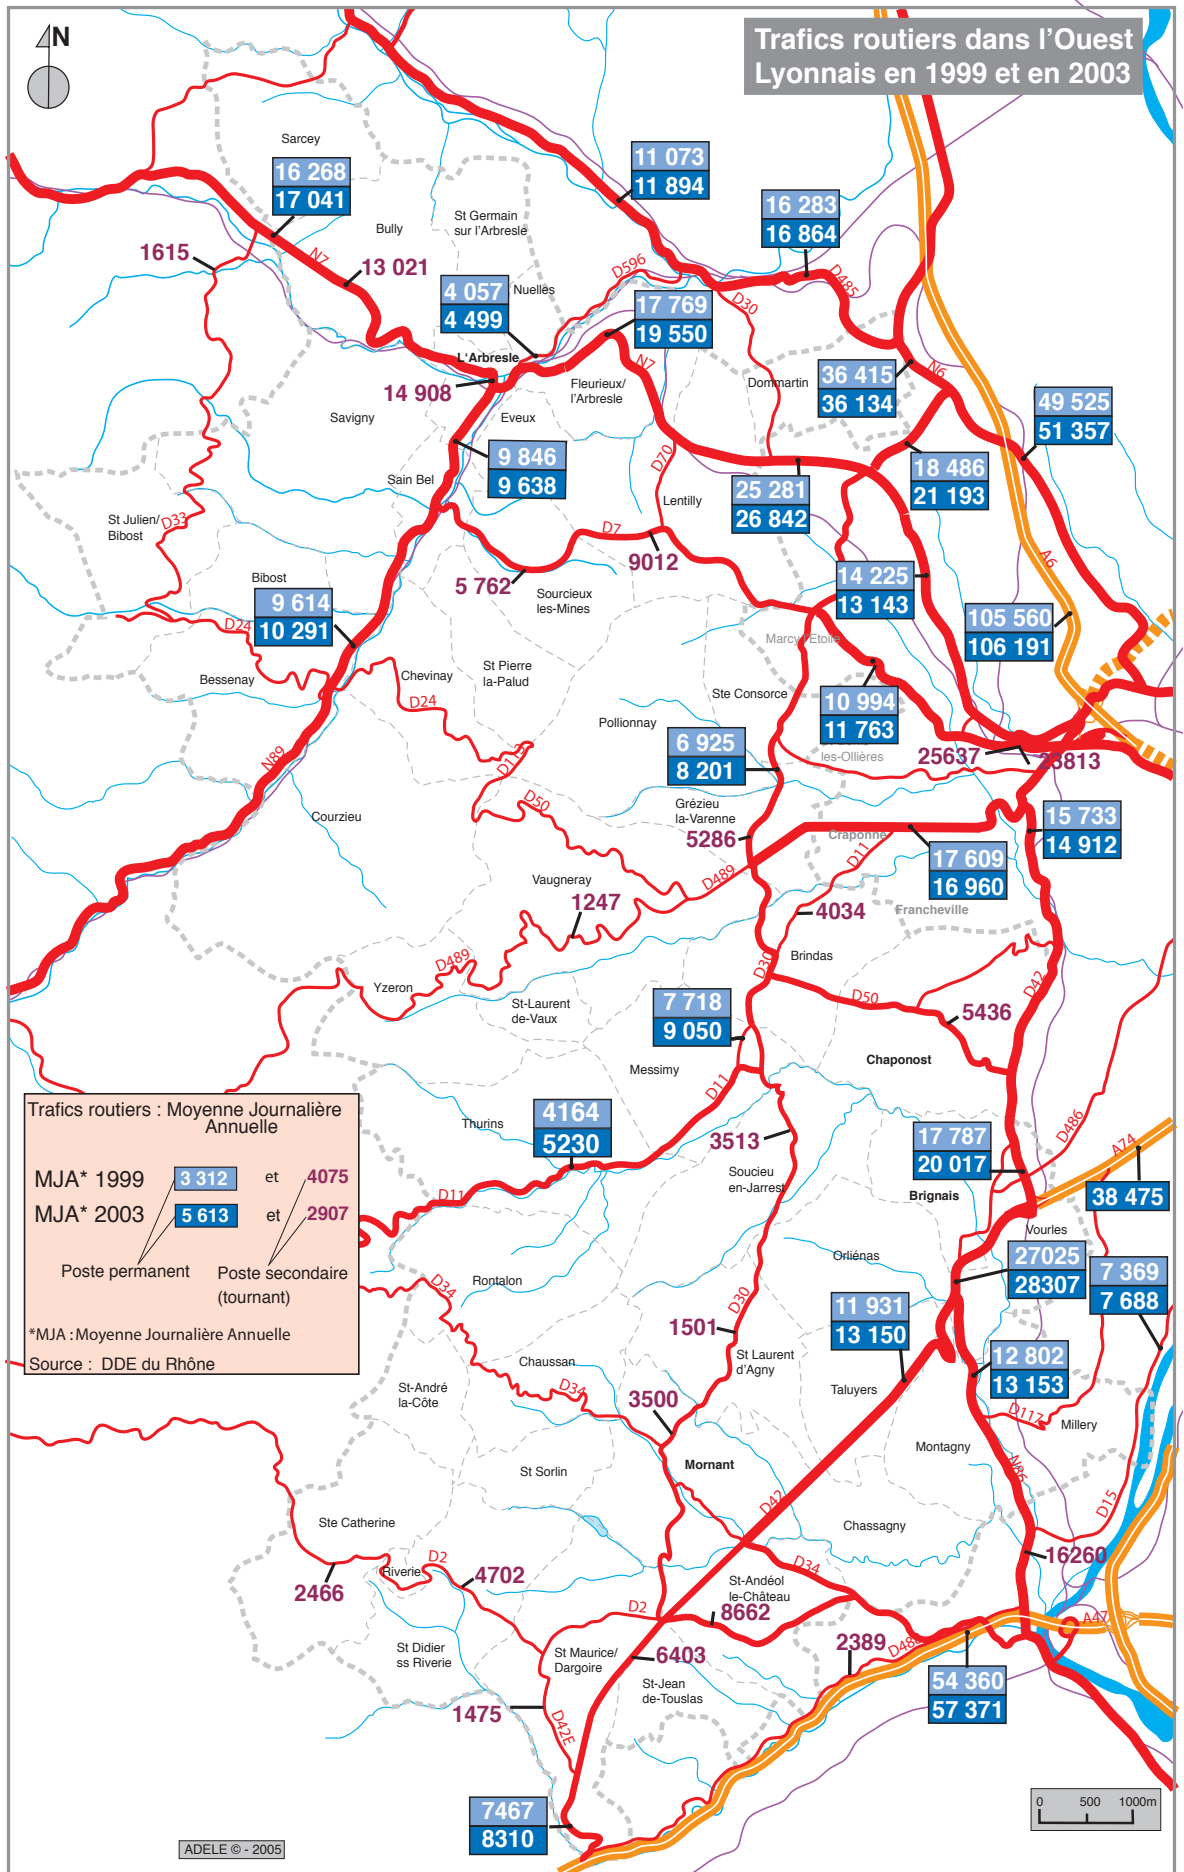 N
Trafics routiers dans l'Ouest
Lyonnais en 1999 et en 2003
Sarcey
16 268
17 041
11 073
11 894
16 283
16 864
Bully
St Germain
sur l'Arbresle
1615
N7
13 021
D596
4 057
4 499
Nuelles
17 769
19 550
D30
D485
L'Arbresle
14 908
N7
Fleurieux/
l'Arbresle
Dommartin
36 415
36 134
N6
49 525
51 357
Savigny
Eveux
9 846
9 638
18 486
21 193
Sain Bel
D70
25 281
26 842
Lentilly
St Julien/
Bibost
D33
D7
9012
A6
Bibost
5 762
Sourcieux
les-Mines
14 225
13 143
9 614
10 291
105 560
106 191
D24
Marcy l'Etoile
Bessenay
Chevinay
St Pierre
la-Palud
Ste Consorce
10 994
11 763
D24
Pollionnay
6 925
8 201
les-Ollières
25637
23813
N89
D113
D50
Courzieu
Grézieu
la-Varenne
5286
15 733
14 912
Craponne
D11
17 609
16 960
D489
Vaugneray
1247
4034
Francheville
D489
Brindas
D30
Yzeron
St-Laurent
de-Vaux
7 718
9 050
D50
D42
5436
Messimy
Chaponost
D11
Trafics routiers : Moyenne Journalière
Annuelle
MJA* 1999
3 312
et
4075
MJA* 2003
5 613
et
2907
Poste permanent
Poste secondaire
(tournant)
*MJA : Moyenne Journalière Annuelle
Source : DDE du Rhône
Thurins
4164
5230
3513
17 787
20 017
D486
A74
Soucieu
en-Jarrest
D11
Brignais
38 475
Vourles
Orliénas
27025
28307
7 369
7 688
Rontalon
D34
D30
11 931
13 150
1501
St Laurent
d'Agny
12 802
13 153
Chaussan
D34
St-André
la-Côte
Taluyers
3500
D117
Millery
Montagny
Mornant
St Sorlin
N86
D42
D15
Ste Catherine
Chassagny
D2
Riverie
4702
2466
D34
16260
St-Andéol
le-Château
D2
8662
A47
St Didier
ss Riverie
St Maurice/
Dargoire
6403
2389
D488
St-Jean
de-Touslas
54 360
57 371
1475
D42E
7467
8310
0 500 1000m
ADELE © - 2005